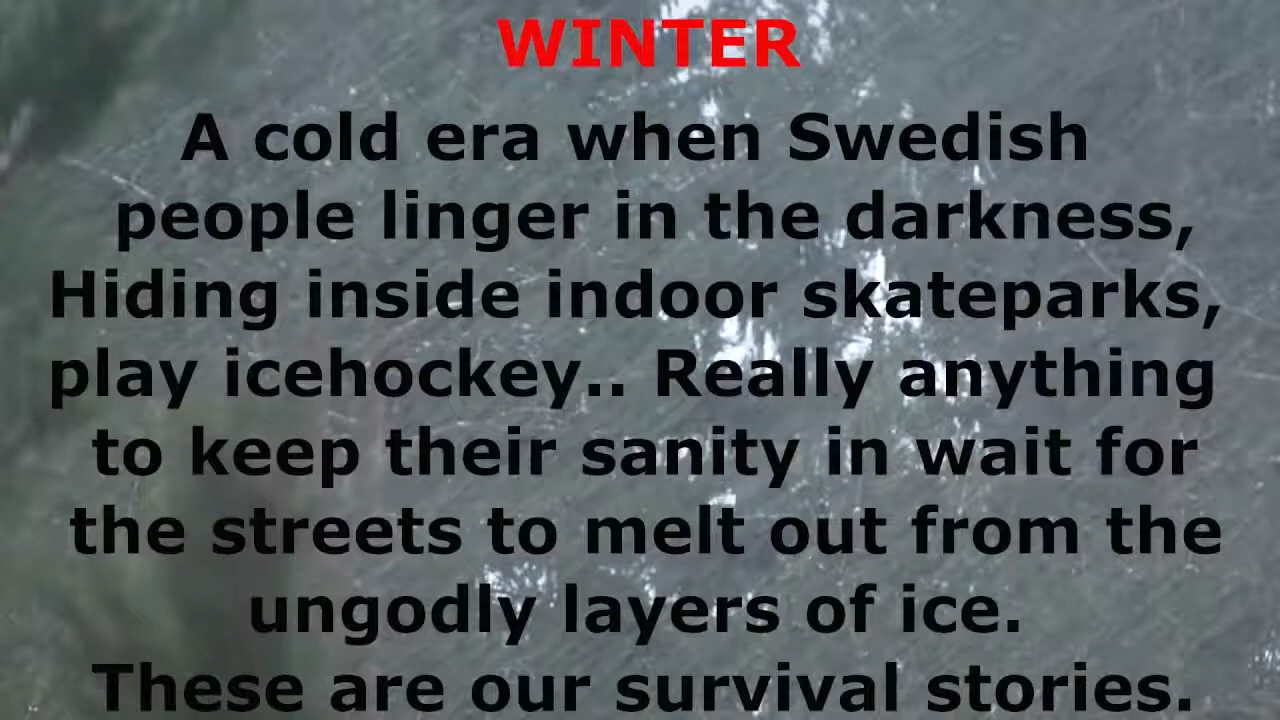 WINTER
A cold era when Swedish
people linger in the darkness,
Hiding inside indoor skateparks,
play icehockey.. Really anything
to keep their sanity in wait for
the streets to melt out from the
ungodly layers of ice.
These are our survival stories.